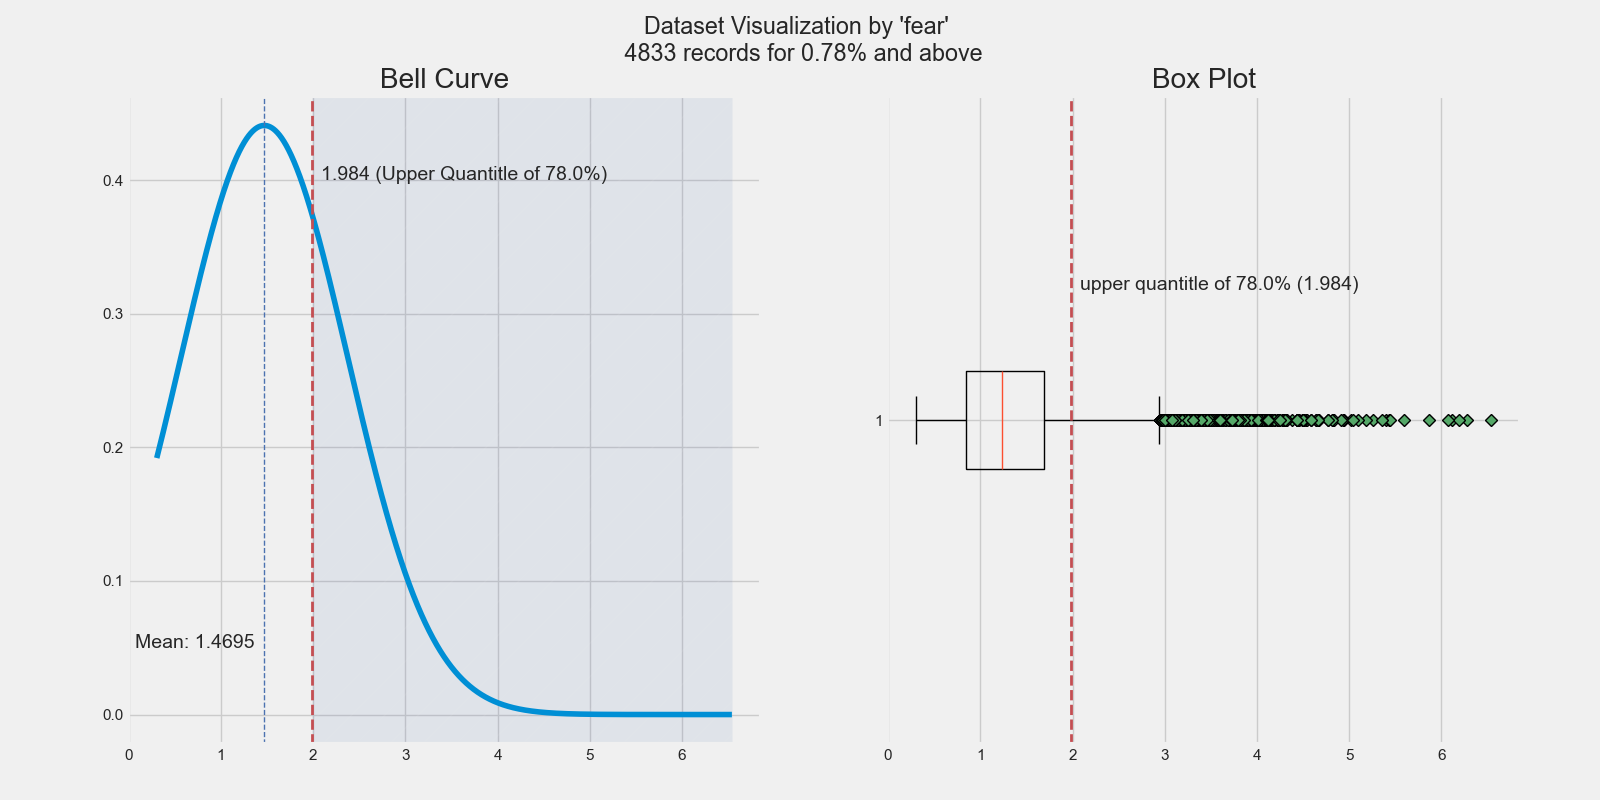 Dataset Visualization by 'fear'
4833 records for 0.78% and above
Bell Curve
0.4
0.3
0.2
0.1
0.0
1.984 (Upper Quantitle of 78.0%)
Mean: 1.4695
0 1 2 3 4 5 6
Box Plot
upper quantitle of 78.0% (1.984)
1
0 1 2 3 4 5 6